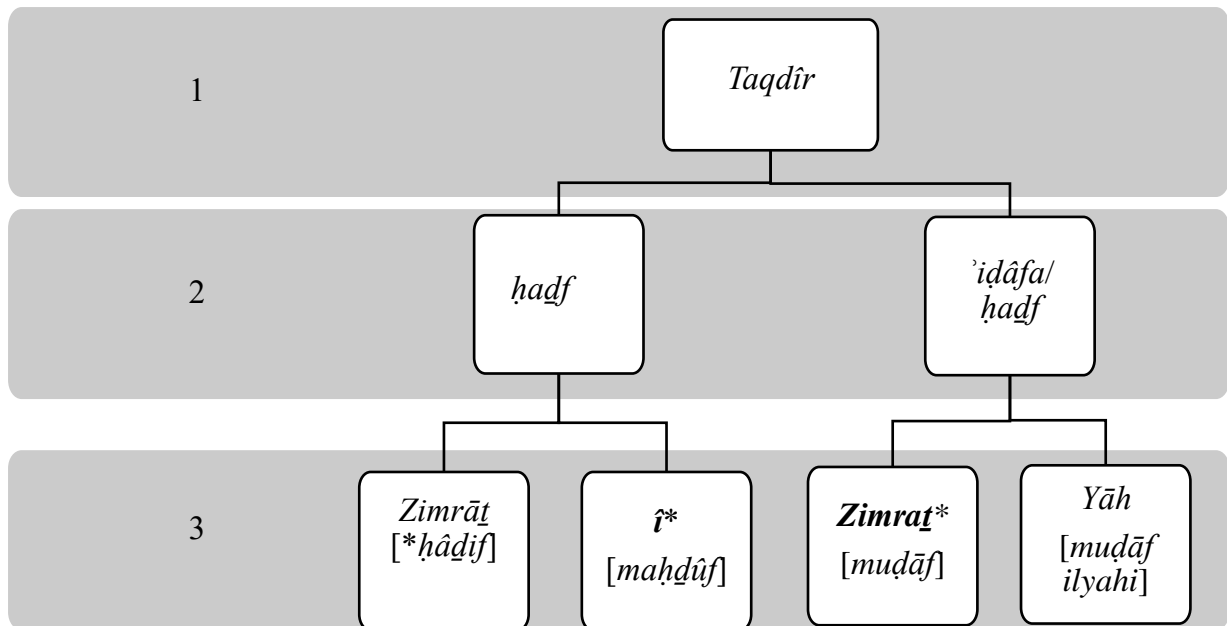 1
Taqdîr
2
ḥaḏf
ʾiḍâfa/
ḥaḏf
3
Zimrāṯ
[*ḥâḏif]
î*
[maḥḏûf]
Zimraṯ*
[muḍāf]
Yāh
[muḍāf
ilyahi]